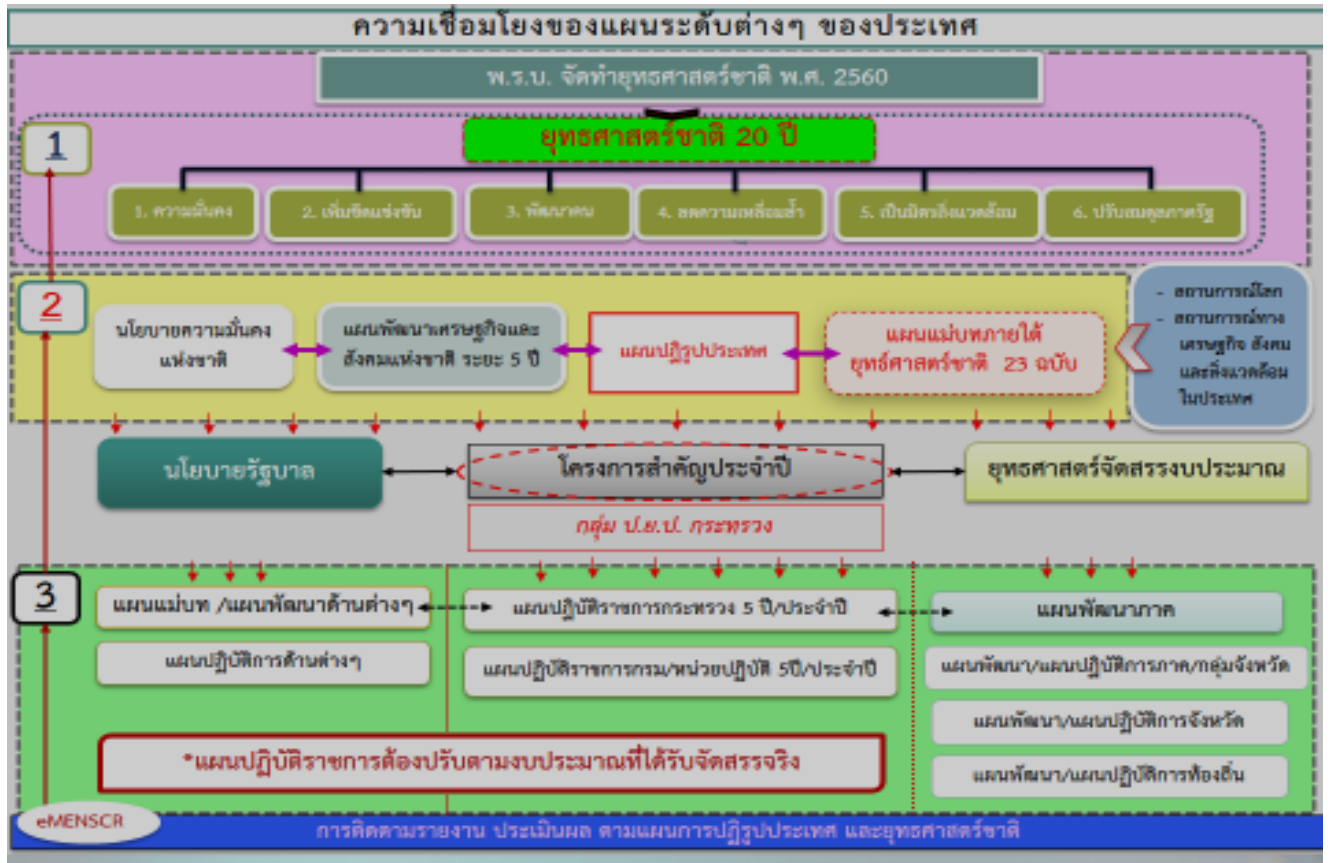 ความเชื่อมโยงของแผนระดับต่างๆ ของประเทศ
พ.ร.บ. จัดทำยุทธศาสตร์ชาติ พ.ศ. 2560
1
ยุทธศาสตร์ชาติ 20 ปี
1. ความมั่นคง
2. เพิ่มขีดแข่งขัน
3. พัฒนาคน
4. ลดความเหลื่อมล้ำ
5. เป็นมิตรสิ่งแวดล้อม
6. ปรับสมดุลภาครัฐ
2
นโยบายความมั่นคง
แห่งชาติ
แผนพัฒนาเศรษฐกิจและ
สังคมแห่งชาติ ระยะ 5 ปี
แผนปฏิรูปประเทศ
แผนแม่บทภายใต้
ยุทธ์ศาสตร์ชาติ 23 ฉบับ
- สถานการณ์โลก
- สถานการณ์ทาง
เศรษฐกิจ สังคม
และสิ่งแวดล้อม
ในประเทศ
นโยบายรัฐบาล
โครงการสำคัญประจำปี
ยุทธศาสตร์จัดสรรงบประมาณ
กลุ่ม ป.ย.ป. กระทรวง
3
แผนแม่บท /แผนพัฒนาด้านต่างๆ
แผนปฏิบัติราชการกระทรวง 5 ปี/ประจำปี
แผนพัฒนาภาค
แผนปฏิบัติการด้านต่างๆ
แผนปฏิบัติราชการกรม/หน่วยปฏิบัติ 5ปี/ประจำปี
แผนพัฒนา/แผนปฏิบัติการภาค/กลุ่มจังหวัด
แผนพัฒนา/แผนปฏิบัติการจังหวัด
*แผนปฏิบัติราชการต้องปรับตามงบประมาณที่ได้รับจัดสรรจริง
แผนพัฒนา/แผนปฏิบัติการท้องถิ่น
eMENSCR
การติดตามรายงาน ประเมินผล ตามแผนการปฏิรูปประเทศ และยุทธศาสตร์ชาติ